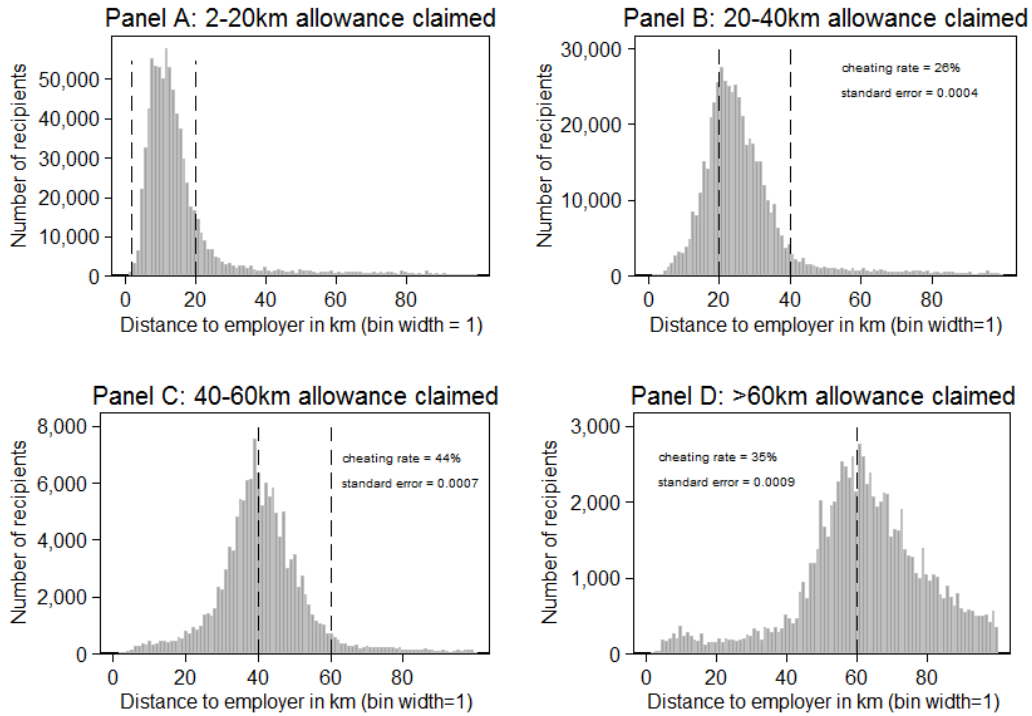 Panel A: 2-20km allowance claimed
Number of recipients
50,000
40,000
30,000
20,000
10,000
0
0 20 40 60 80
Distance to employer in km (bin width = 1)
Panel B: 20-40km allowance claimed
Number of recipients
30,000
20,000
10,000
0
cheating rate = 26%
standard error = 0.0004
0 20 40 60 80
Distance to employer in km (bin width=1)
Panel C: 40-60km allowance claimed
Number of recipients
8,000
6,000
4,000
2,000
0
cheating rate = 44%
standard error = 0.0007
0 20 40 60 80
Distance to employer in km (bin width=1)
Panel D: >60km allowance claimed
Number of recipients
3,000
2,000
1,000
0
cheating rate = 35%
standard error = 0.0009
0 20 40 60 80
Distance to employer in km (bin width=1)